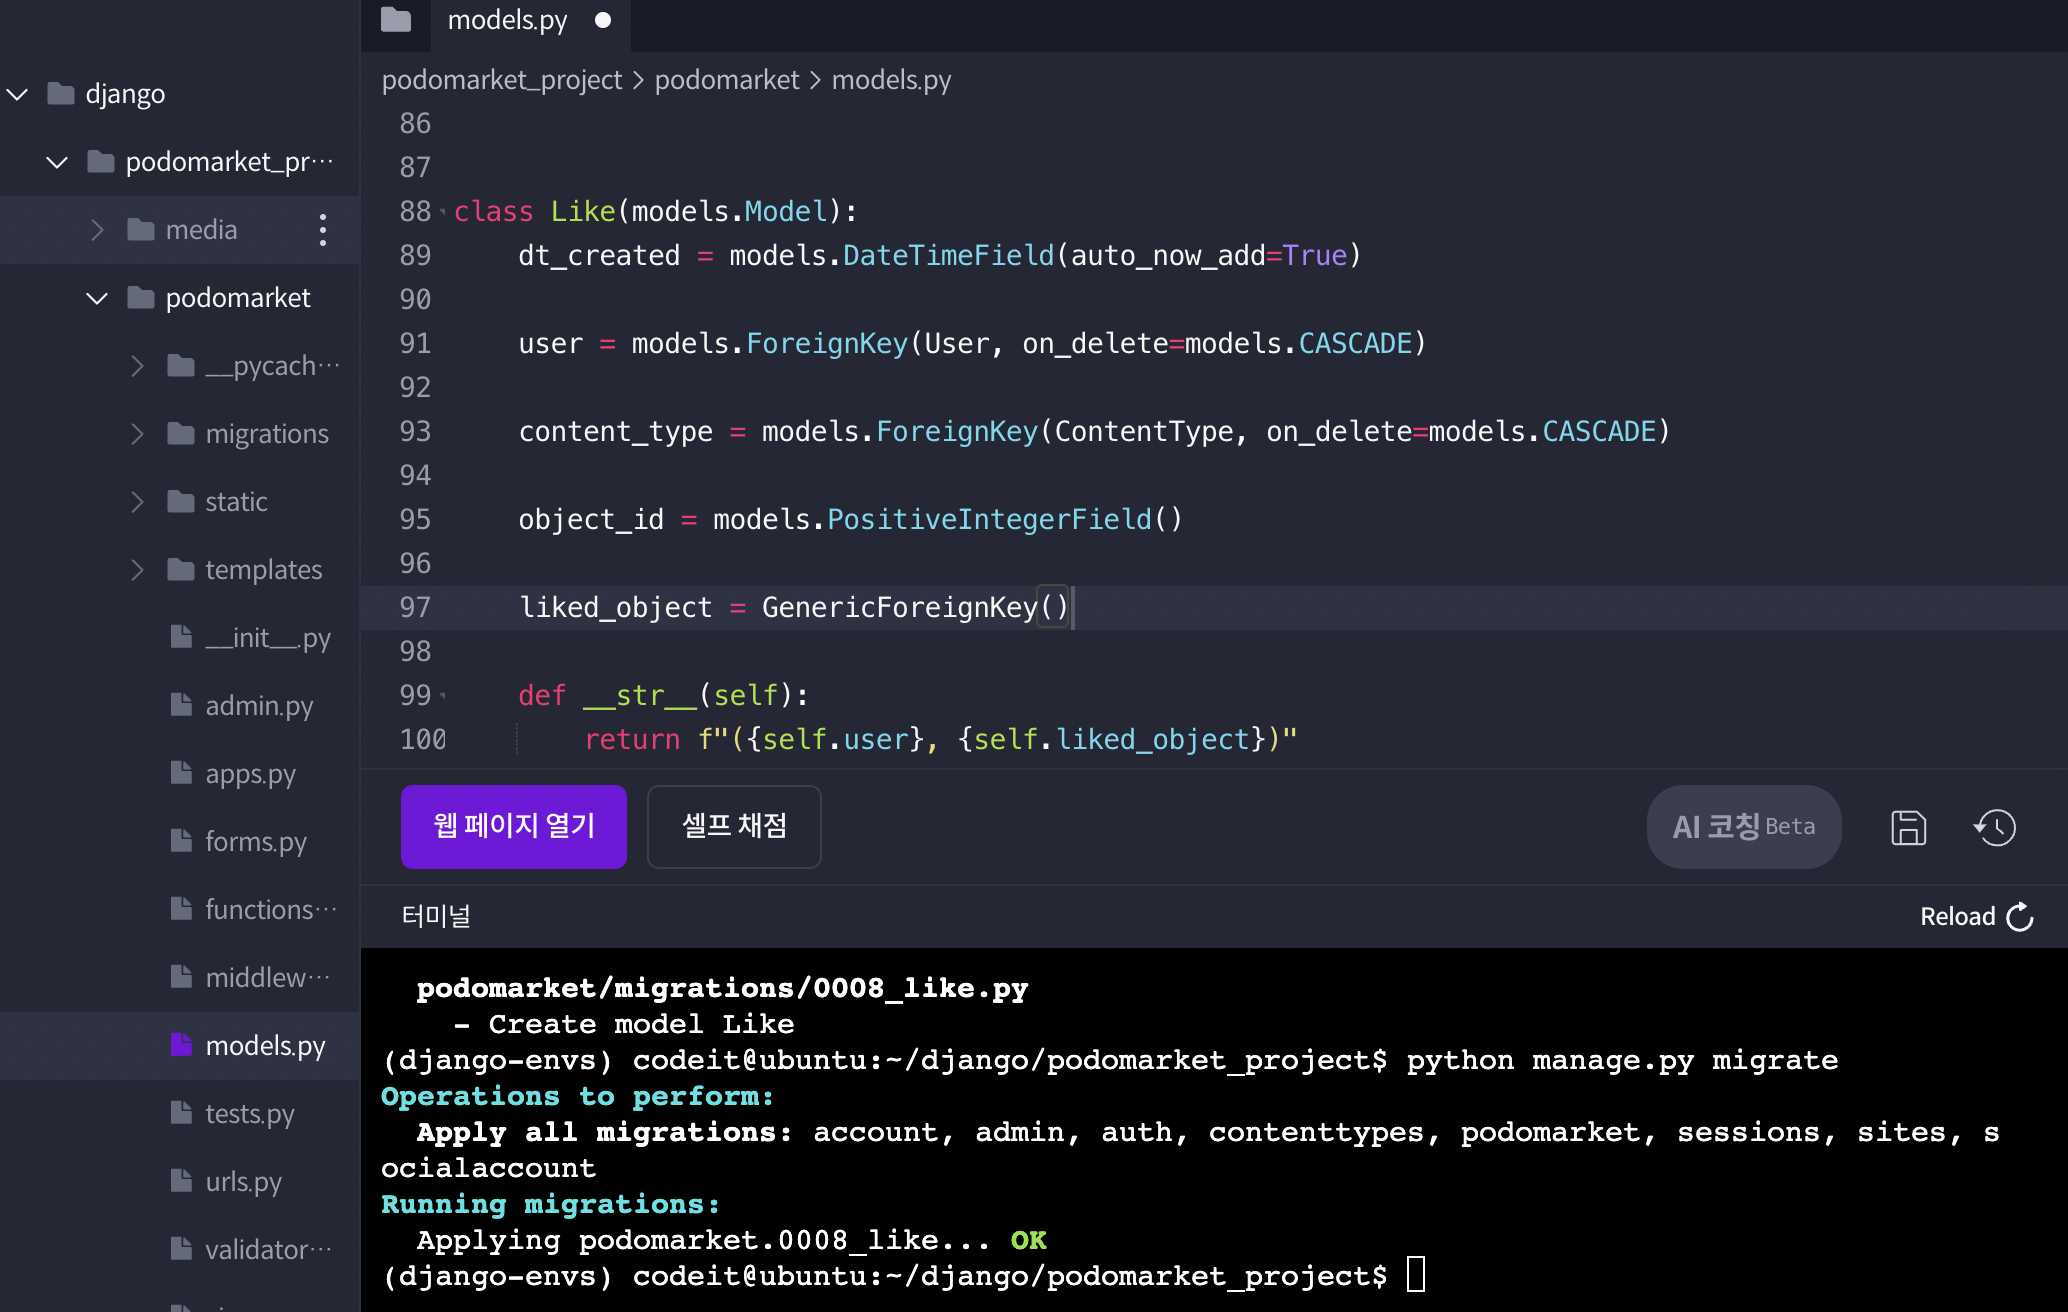 django
podomarket_pr···
media
podomarket
__pycach···
migrations
static
templates
__init__.py
admin.py
apps.py
forms.py
functions···
middlew···
models.py
tests.py
urls.py
validator···
models.py
podomarket_project > podomarket > models.py
86
87
88 class Like(models.Model):
89     dt_created = models.DateTimeField(auto_now_add=True)
90
91     user = models.ForeignKey(User, on_delete=models.CASCADE)
92
93     content_type = models.ForeignKey(ContentType, on_delete=models.CASCADE)
94
95     object_id = models.PositiveIntegerField()
96
97     liked_object = GenericForeignKey()
98
99     def __str__(self):
100         return f"({self.user}, {self.liked_object})"
웹 페이지 열기
셀프 채점
AI 코칭 Beta
터미널
Reload
  podomarket/migrations/0008_like.py
    - Create model Like
(django-envs) codeit@ubuntu:~/django/podomarket_project$ python manage.py migrate
Operations to perform:
  Apply all migrations: account, admin, auth, contenttypes, podomarket, sessions, sites, s
ocialaccount
Running migrations:
  Applying podomarket.0008_like... OK
(django-envs) codeit@ubuntu:~/django/podomarket_project$